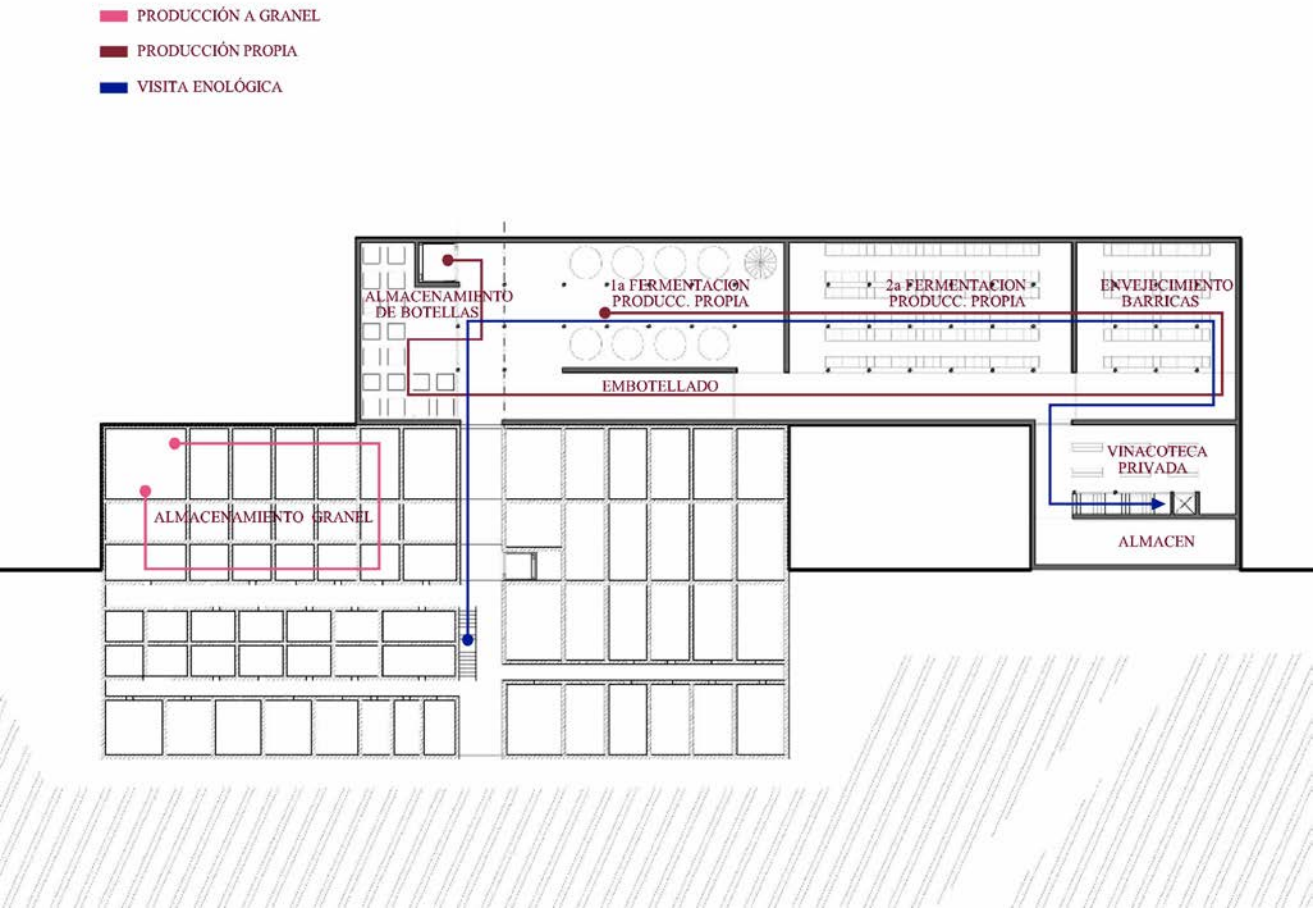 PRODUCCIÓN A GRANEL
PRODUCCIÓN PROPIA
VISITA ENOLÓGICA
ALMACENAMIENTO
DE BOTELLAS
1a FERMENTACION
PRODUCC. PROPIA
2a FERMENTACION
PRODUCC. PROPIA
ENVEJECIMIENTO
BARRICAS
EMBOTELLADO
VINACOTECA
PRIVADA
ALMACENAMIENTO GRANEL
ALMACEN